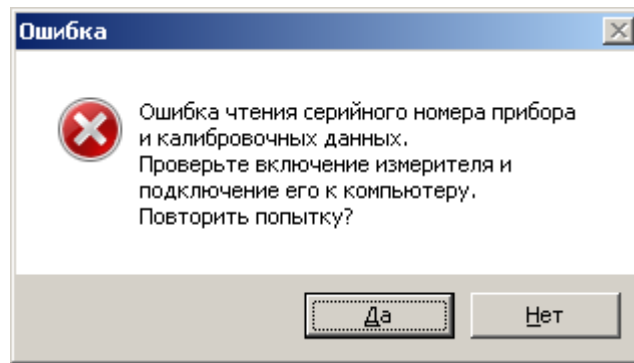 Ошибка
Ошибка чтения серийного номера прибора
и калибровочных данных.
Проверьте включение измерителя и
подключение его к компьютеру.
Повторить попытку?
Да
Нет